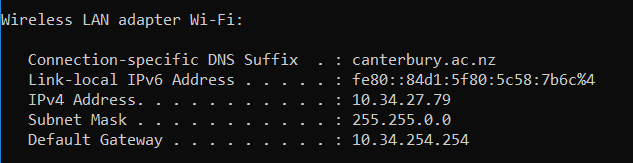 Wireless LAN adapter Wi-Fi:
Connection-specific DNS Suffix  . : canterbury.ac.nz
Link-local IPv6 Address . . . . . : fe80::84d1:5f80:5c58:7b6c%4
IPv4 Address. . . . . . . . . . . : 10.34.27.79
Subnet Mask . . . . . . . . . . . : 255.255.0.0
Default Gateway . . . . . . . . . : 10.34.254.254